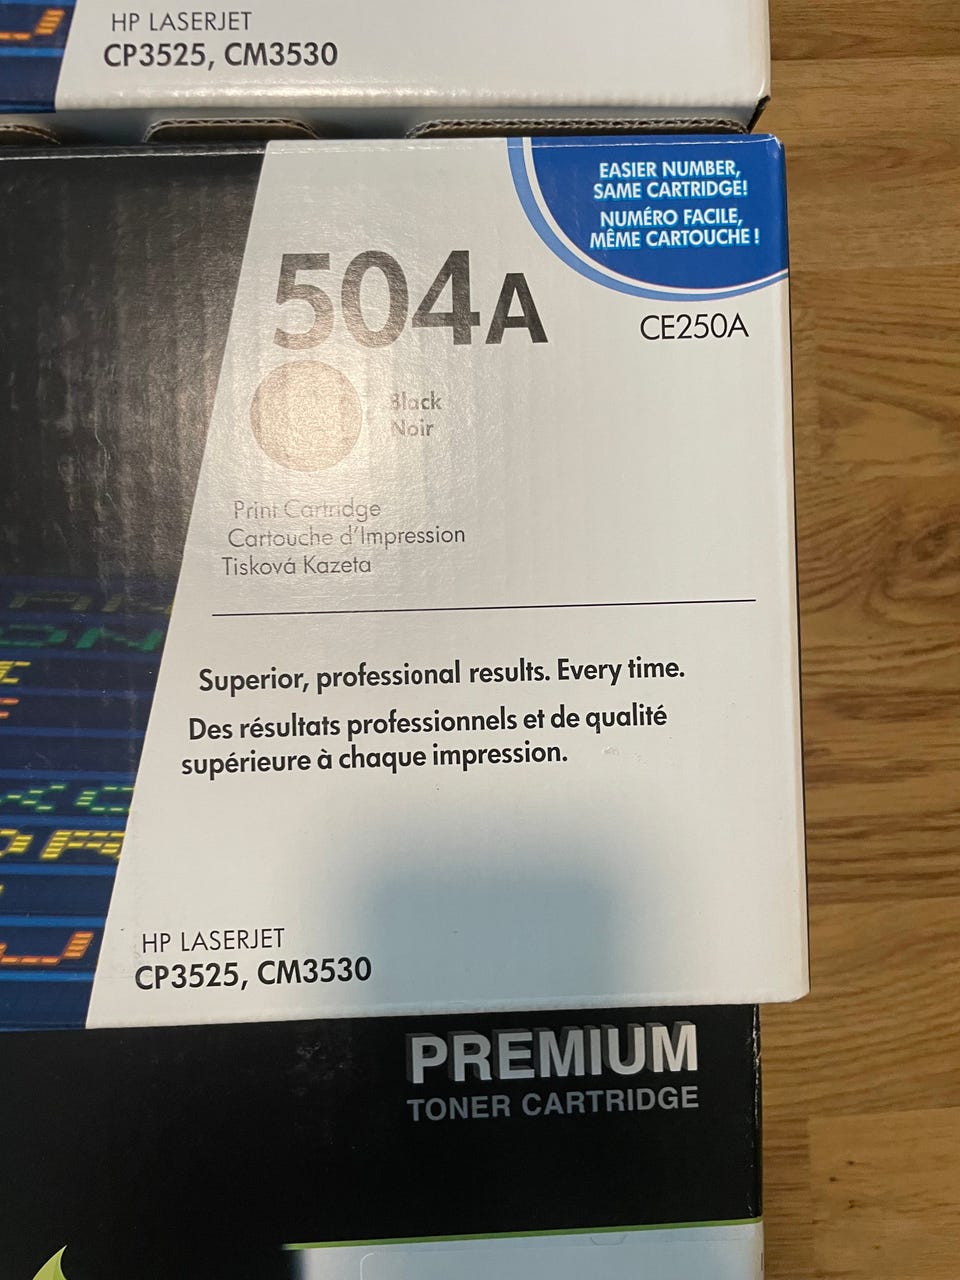 HP LASERJET
CP3525, CM3530
EASIER NUMBER,
SAME CARTRIDGE!
NUMÉRO FACILE,
MÊME CARTOUCHE !
504A
CE250A
Black
Noir
Print Cartridge
Cartouche d'Impression
Tisková Kazeta
Superior, professional results. Every time.
Des résultats professionnels et de qualité
supérieure à chaque impression.
HP LASERJET
CP3525, CM3530
PREMIUM
TONER CARTRIDGE